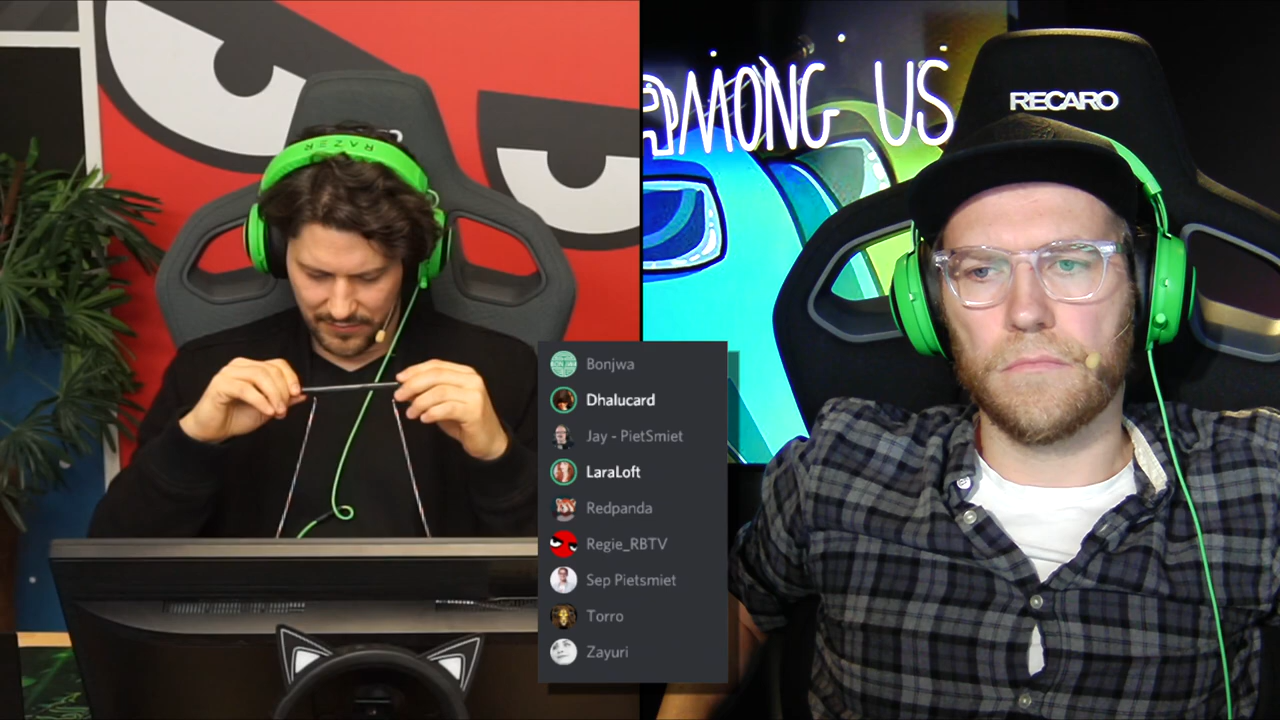 RAZER
AMONG US
RECARO
Bonjwa
Dhalucard
Jay - PietSmiet
LaraLoft
Redpanda
Regie_RBTV
Sep Pietsmiet
Torro
Zayuri